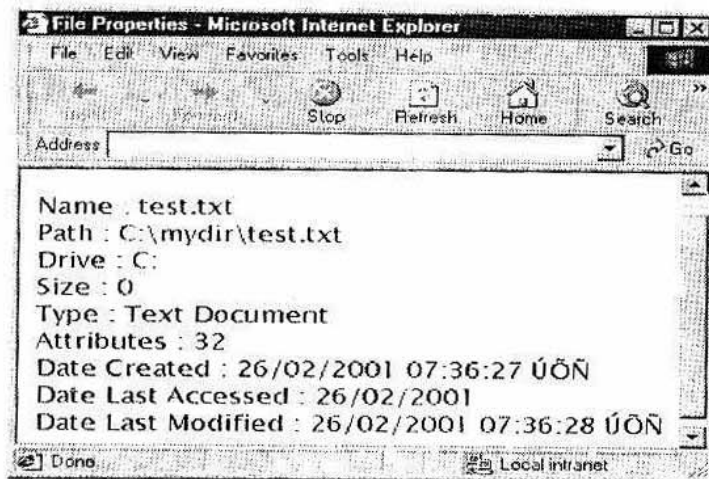 File Properties - Microsoft Internet Explorer
File Edit View Favorites Tools Help
Stop Refresh Home Search »
Address Go
Name : test.txt
Path : C:\mydir\test.txt
Drive : C:
Size : 0
Type : Text Document
Attributes : 32
Date Created : 26/02/2001 07:36:27 ÚÕÑ
Date Last Accessed : 26/02/2001
Date Last Modified : 26/02/2001 07:36:28 ÚÕÑ
Done Local intranet